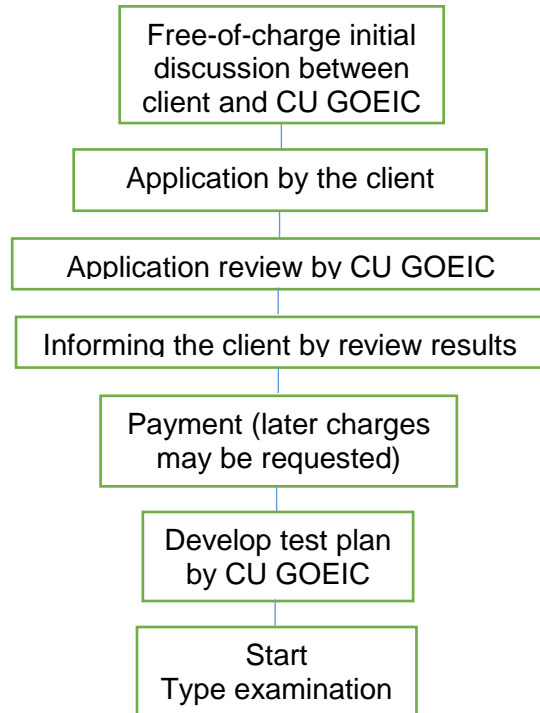 Free-of-charge initial
discussion between
client and CU GOEIC
Application by the client
Application review by CU GOEIC
Informing the client by review results
Payment (later charges
may be requested)
Develop test plan
by CU GOEIC
Start
Type examination